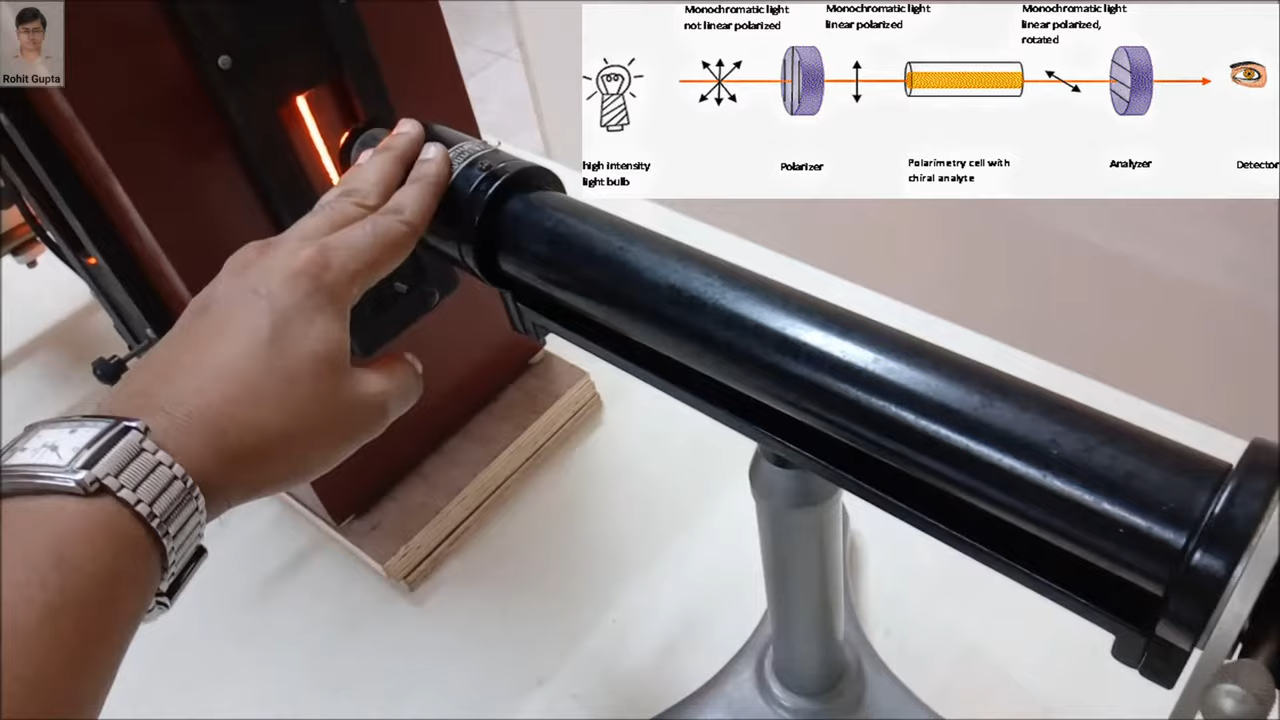 Rohit Gupta
Monochromatic light
not linear polarized
Monochromatic light
linear polarized
Monochromatic light
linear polarized,
rotated
high intensity
light bulb
Polarizer
Polarimetry cell with
chiral analyte
Analyzer
Detector